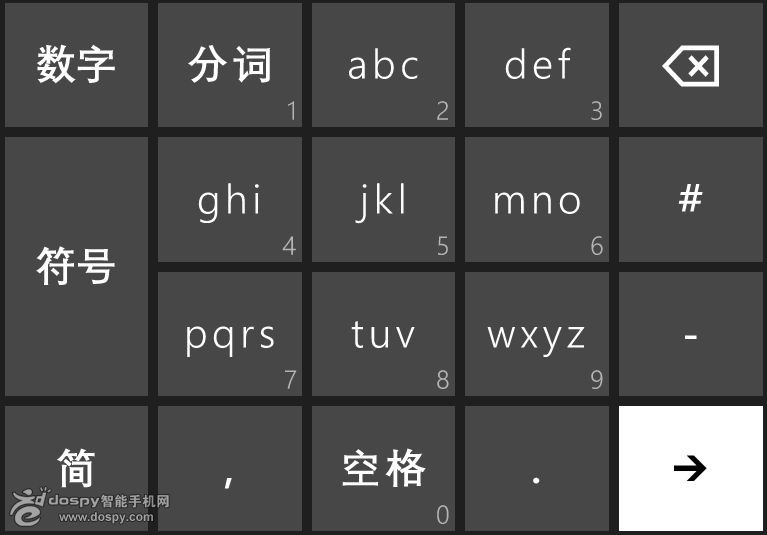 数字
分词 1
abc 2
def 3
符号
ghi 4
jkl 5
mno 6
#
pqrs 7
tuv 8
wxyz 9
-
简
,
空格 0
.
dospy智能手机网
www.dospy.com